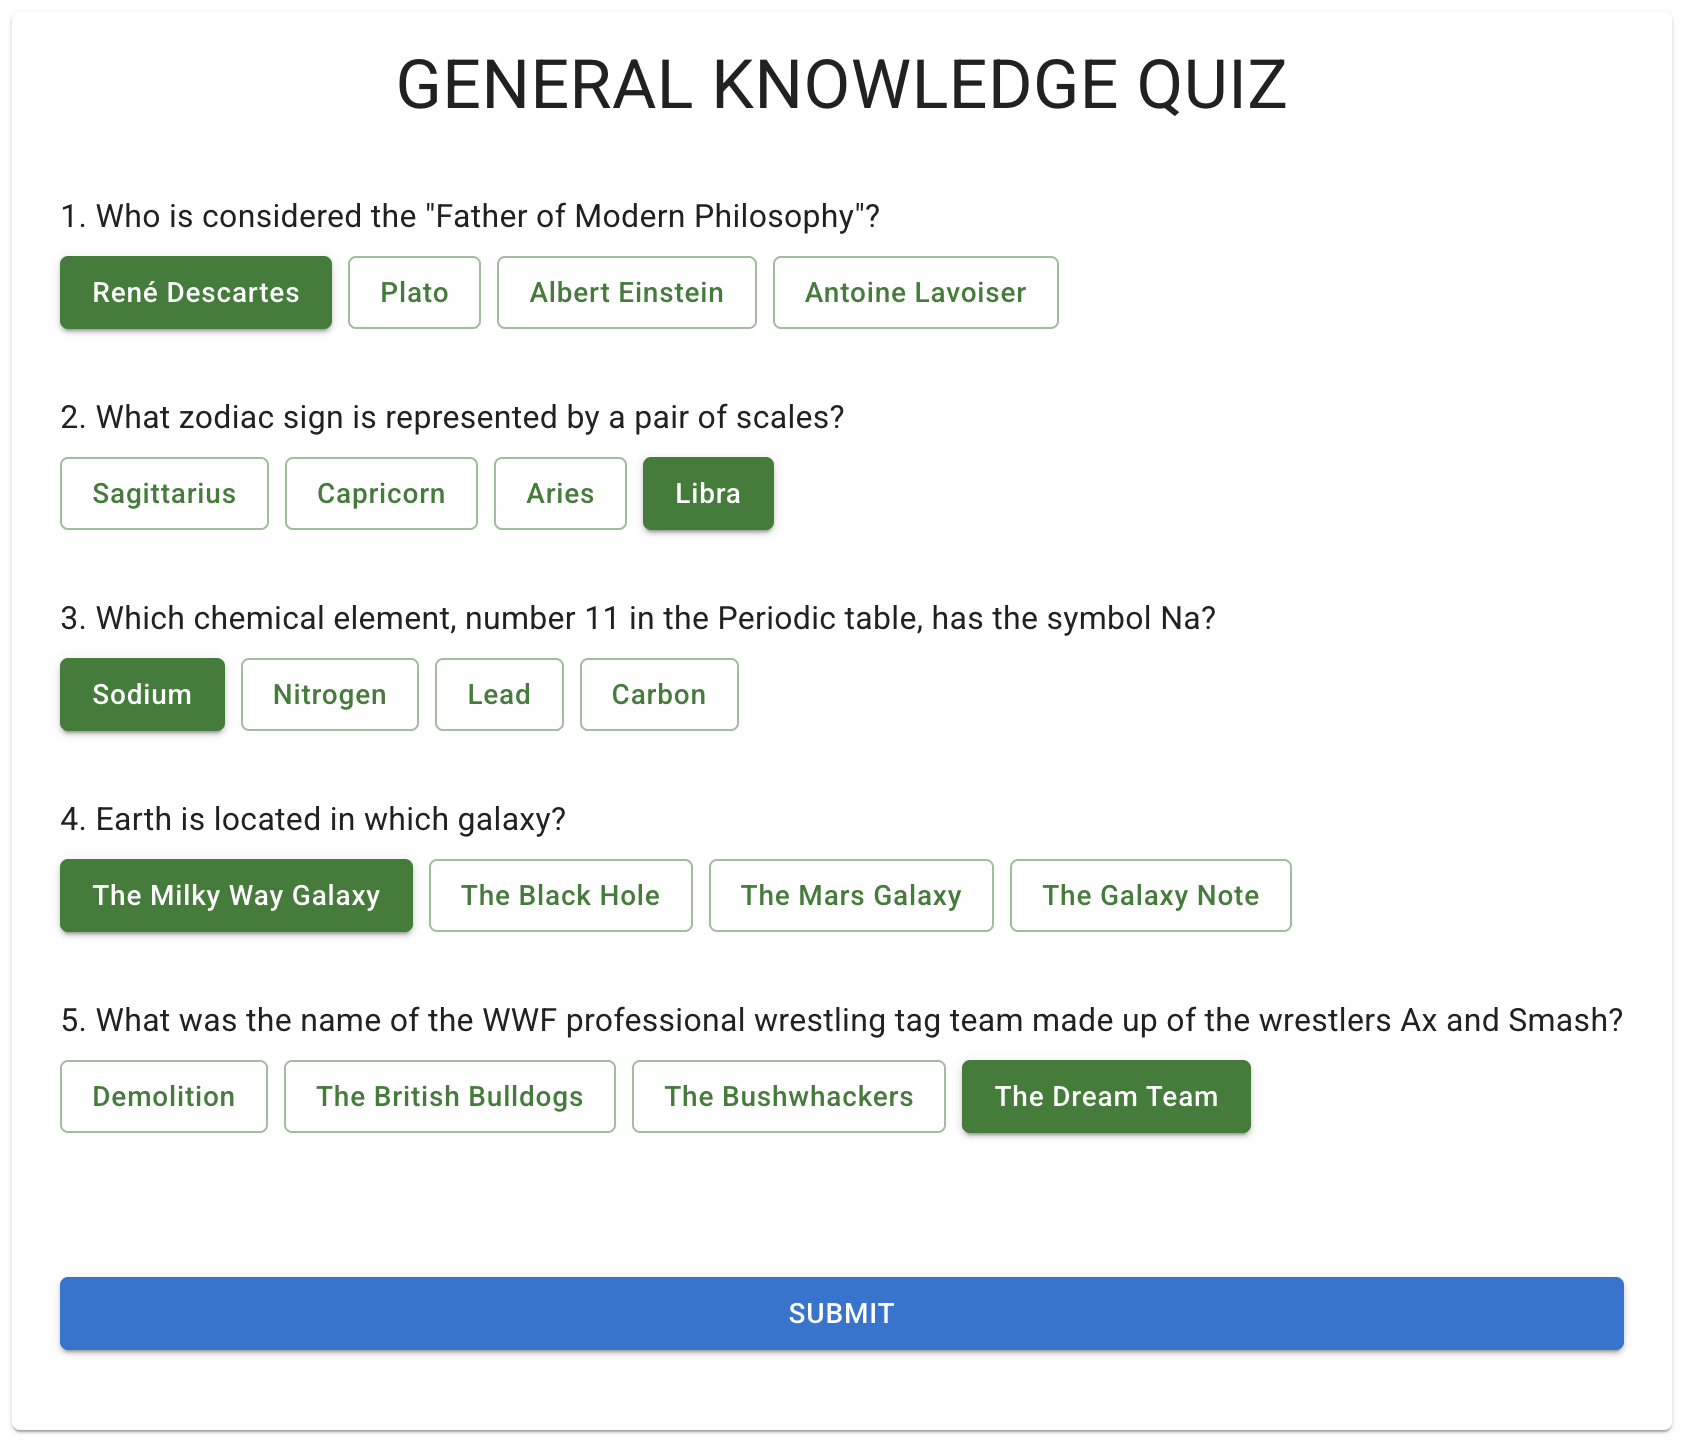 GENERAL KNOWLEDGE QUIZ
1. Who is considered the "Father of Modern Philosophy"?
René Descartes Plato Albert Einstein Antoine Lavoiser
2. What zodiac sign is represented by a pair of scales?
Sagittarius Capricorn Aries Libra
3. Which chemical element, number 11 in the Periodic table, has the symbol Na?
Sodium Nitrogen Lead Carbon
4. Earth is located in which galaxy?
The Milky Way Galaxy The Black Hole The Mars Galaxy The Galaxy Note
5. What was the name of the WWF professional wrestling tag team made up of the wrestlers Ax and Smash?
Demolition The British Bulldogs The Bushwhackers The Dream Team
SUBMIT